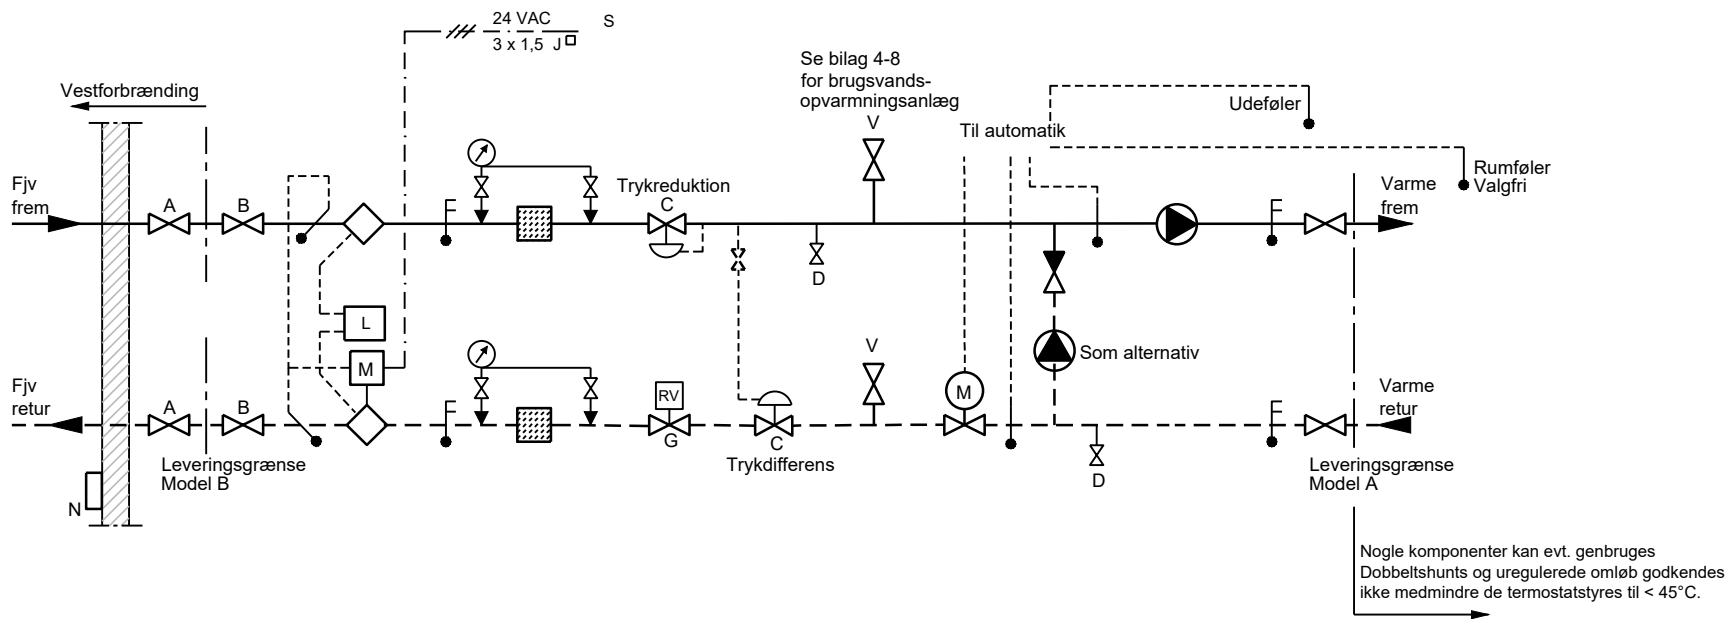 24 VAC
S
3 x 1,5 J
Vestforbrænding
Se bilag 4-8
for brugsvands-
opvarmningsanlæg
V
Til automatik
Udeføler
Rumføler
Valgfri
Fjv
frem
A
B
F
Trykreduktion
C
D
F
Varme
frem
L
M
Som alternativ
V
Fjv
retur
A
B
F
RV
G
C
Trykdifferens
M
D
F
Varme
retur
Leveringsgrænse
Model B
Leveringsgrænse
Model A
N
Nogle komponenter kan evt. genbruges
Dobbeltshunts og uregulerede omløb godkendes
ikke medmindre de termostatstyres til < 45°C.